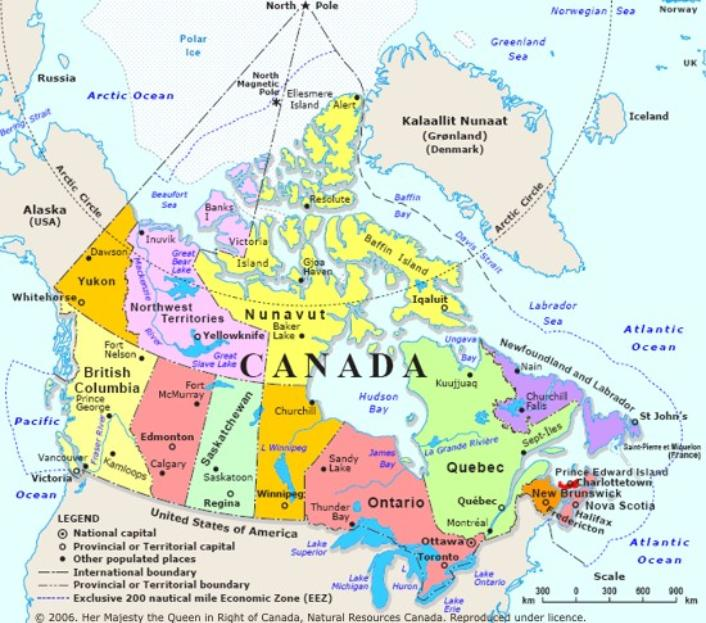 North Pole
Norwegian Sea
Norway
Polar
Ice
Greenland
Sea
UK
Russia
North
Magnetic
Pole
Ellesmere
Island
Alert
Arctic Ocean
Bering Strait
Kalaallit Nunaat
(Grønland)
(Denmark)
Iceland
Arctic Circle
Beaufort
Sea
Resolute
Baffin
Bay
Arctic Circle
Alaska
(USA)
Banks
I
Victoria
Island
Inuvik
Dawson
Great
Bear
Lake
Baffin Island
Davis Strait
Gjoa
Haven
Yukon
Mackenzie
River
Whitehorse
Northwest
Territories
Nunavut
Iqaluit
Labrador
Sea
Baker
Lake
Yellowknife
Great
Slave Lake
Atlantic
Ocean
Fort
Nelson
CANADA
Ungava
Bay
Newfoundland and Labrador
Nain
British
Columbia
Kuujjuaq
Fort
McMurray
Hudson
Bay
Churchill
Churchill
Falls
Prince
George
Saskatchewan
St John's
Pacific
Ocean
Fraser River
Edmonton
L Winnipeg
James
Bay
La Grande Rivière
Sept-Iles
Saint-Pierre et Miquelon
(France)
Vancouver
Victoria
Kamloops
Calgary
Saskatoon
Regina
Sandy
Lake
Quebec
Prince Edward Island
Charlottetown
Winnipeg
Ontario
New Brunswick
Nova Scotia
Québec
Halifax
Fredericton
Thunder
Bay
Montréal
United States of America
Ottawa
Atlantic
Ocean
Toronto
Lake
Superior
Lake
Michigan
L
Huron
Lake
Ontario
Lake
Erie
LEGEND
National capital
Provincial or Territorial capital
Other populated places
International boundary
Provincial or Territorial boundary
Exclusive 200 nautical mile Economic Zone (EEZ)
Scale
km 300 0 300 600 900 km
© 2006. Her Majesty the Queen in Right of Canada, Natural Resources Canada. Reproduced under licence.